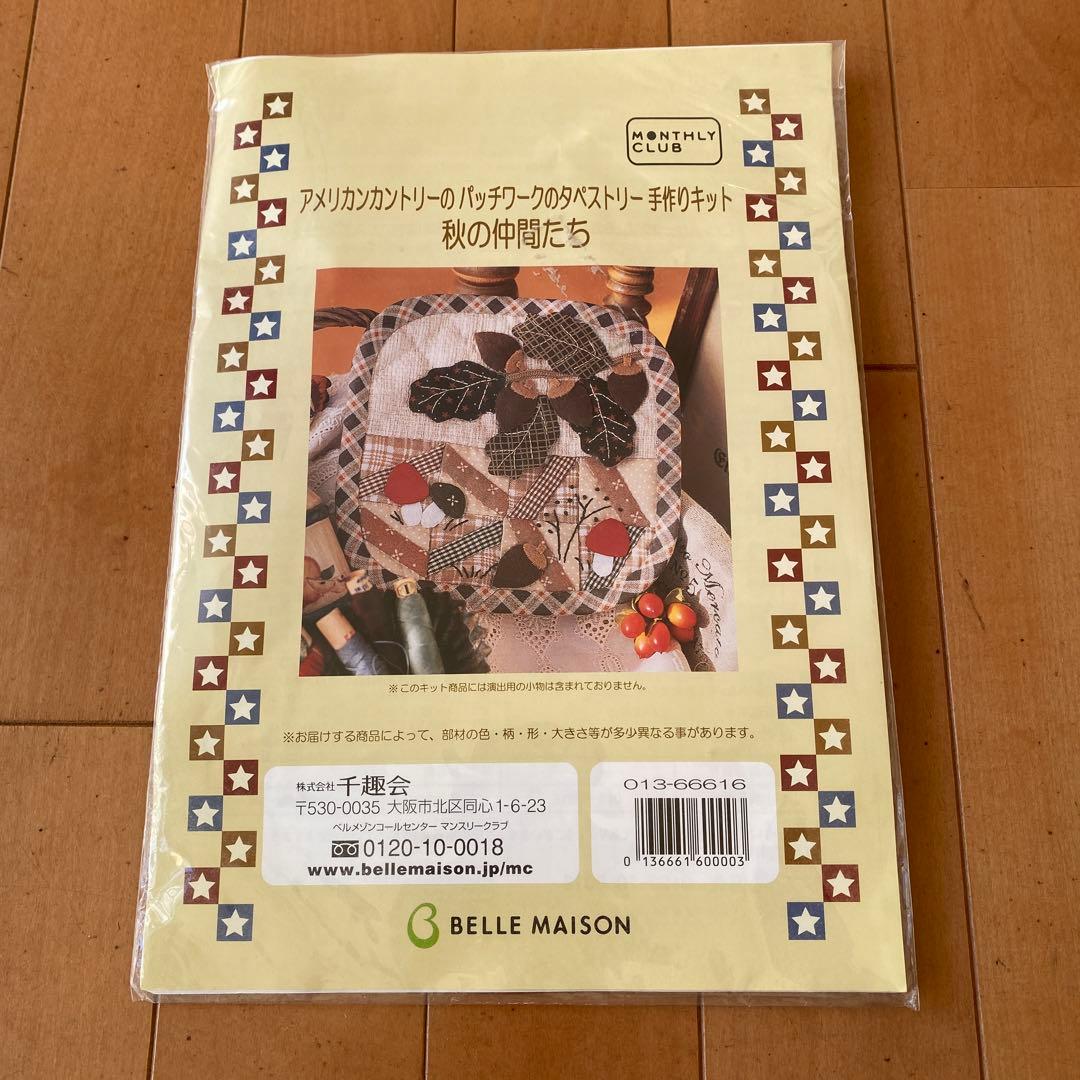 MONTHLY
CLUB
アメリカンカントリーの パッチワークのタペストリー 手作りキット
秋の仲間たち
※このキット商品には演出用の小物は含まれておりません。
※お届けする商品によって、部材の色・柄・形・大きさ等が多少異なる事があります。
株式会社 千趣会
〒530-0035 大阪市北区同心1-6-23
ベルメゾンコールセンター マンスリークラブ
0120-10-0018
www.bellemaison.jp/mc
013-66616
0 136661 600003
BELLE MAISON